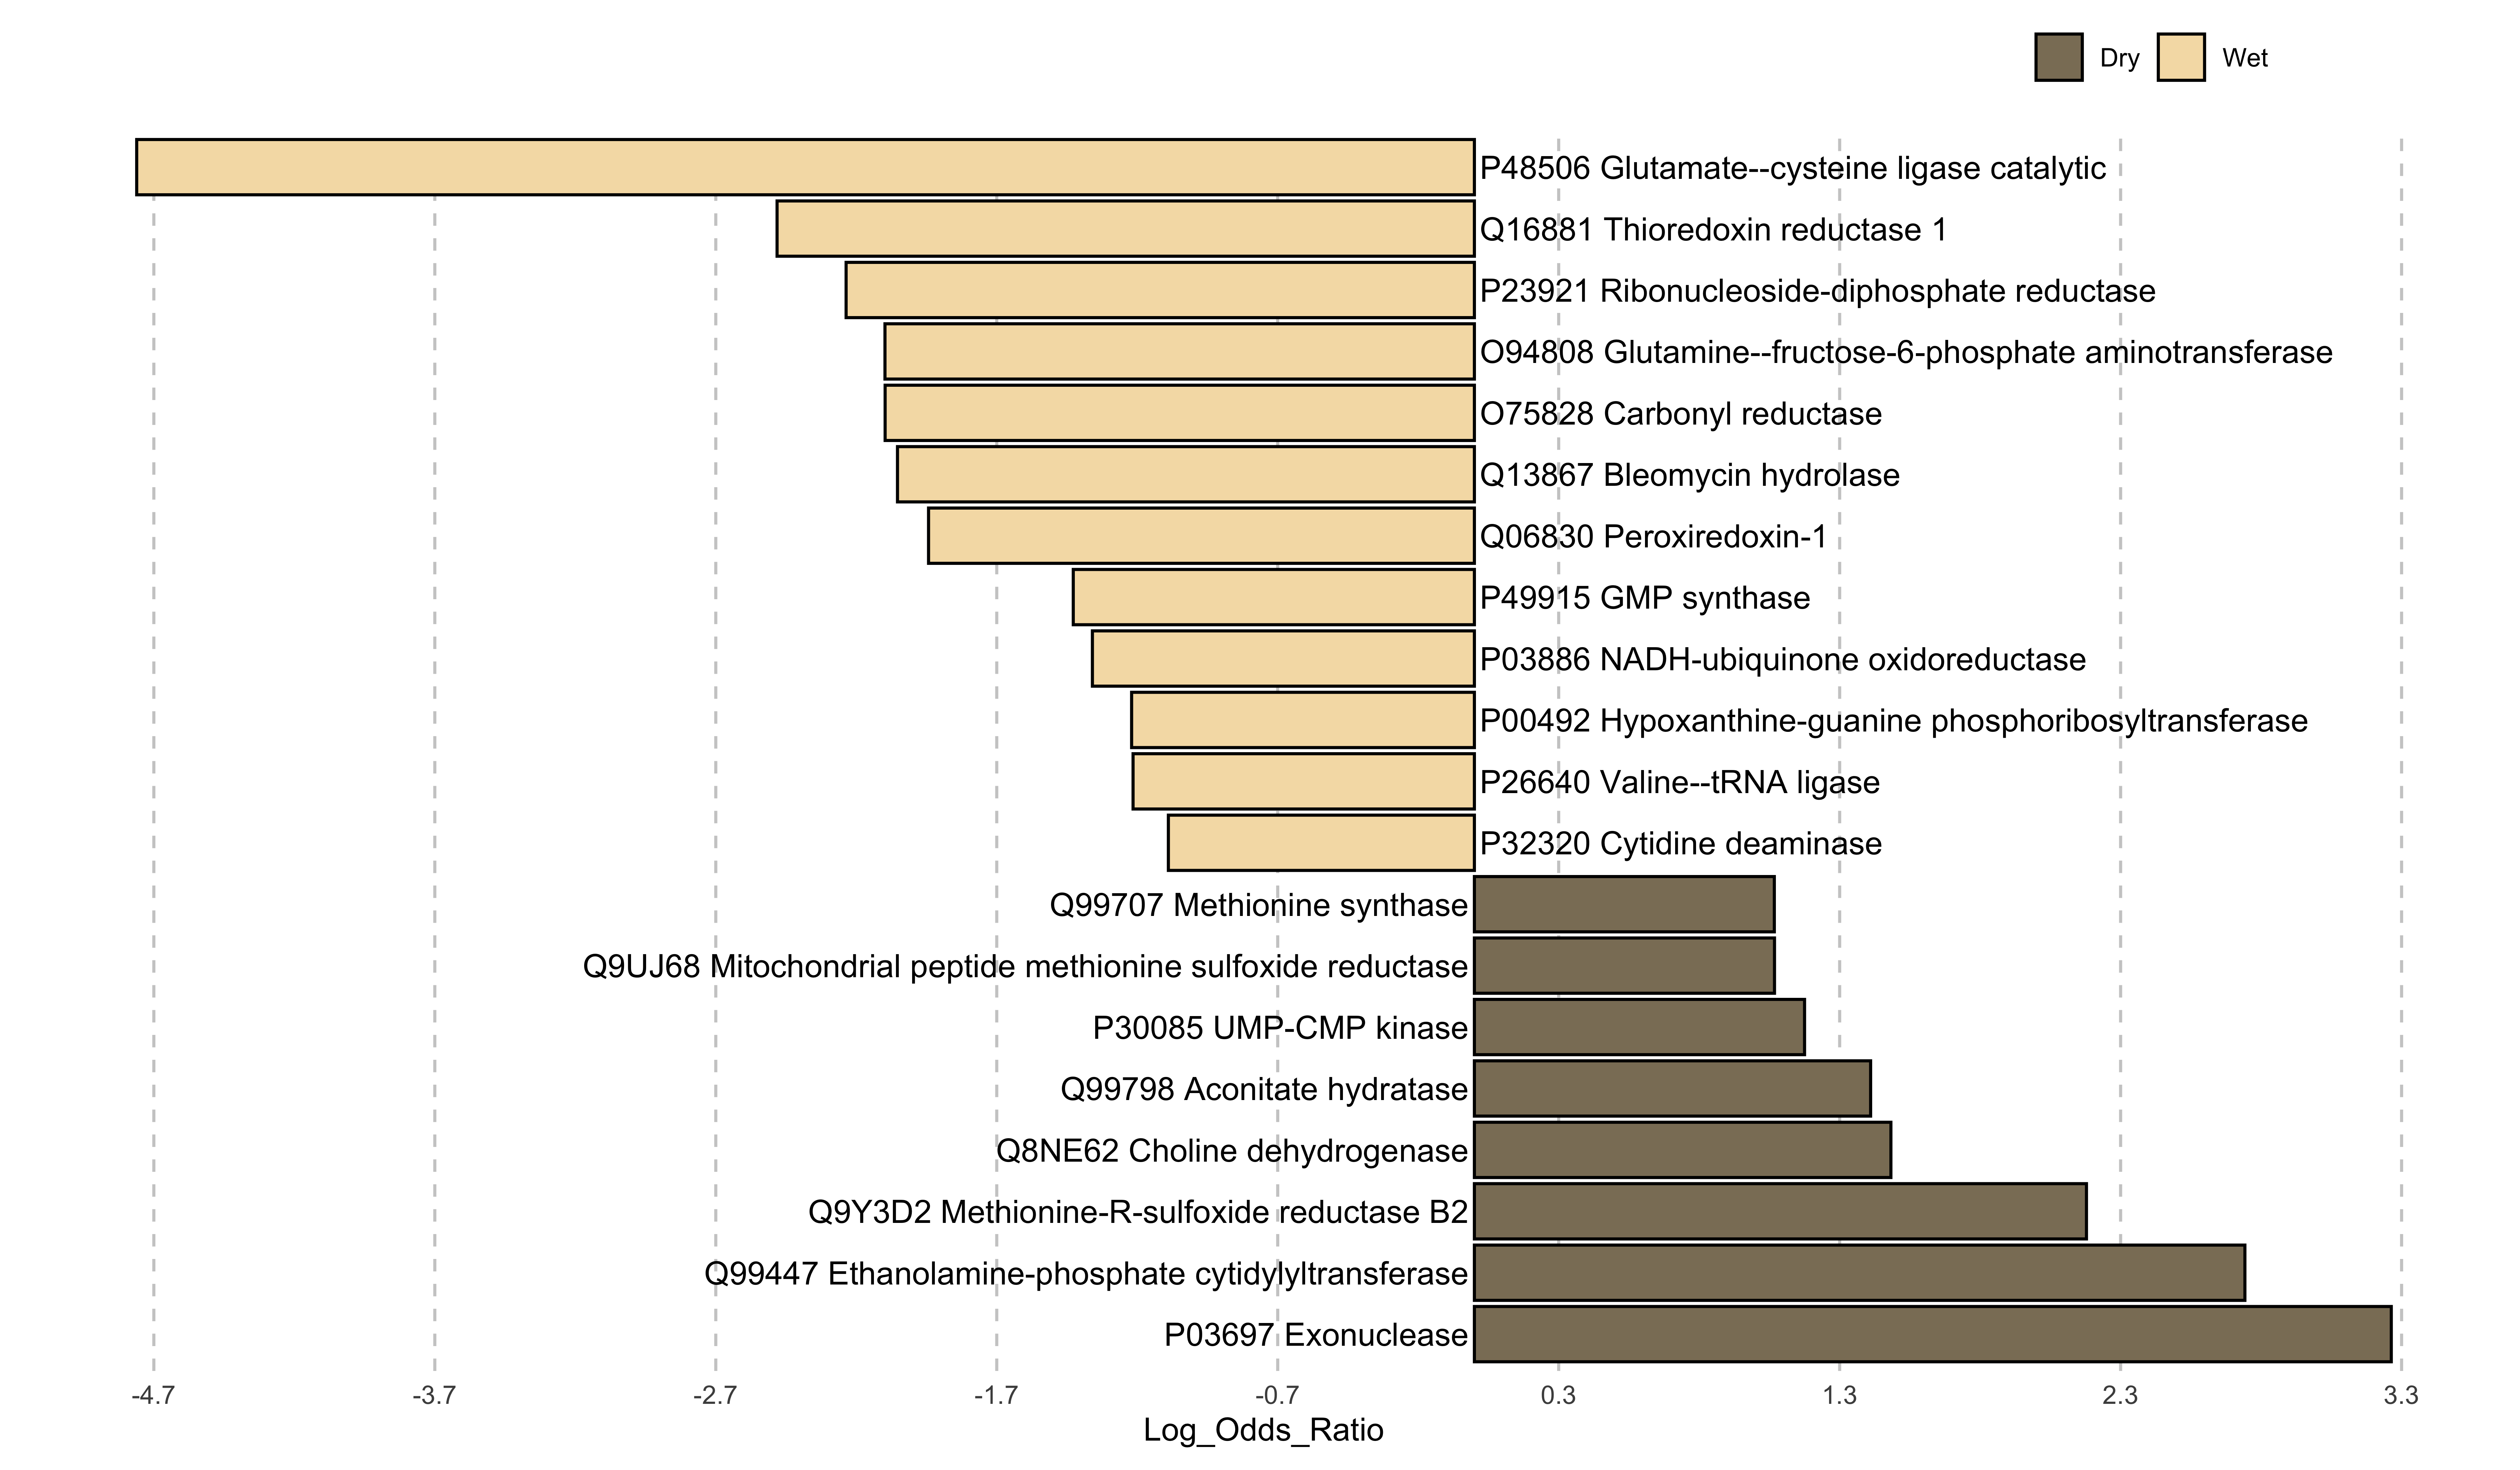 Dry Wet
P48506 Glutamate--cysteine ligase catalytic
Q16881 Thioredoxin reductase 1
P23921 Ribonucleoside-diphosphate reductase
O94808 Glutamine--fructose-6-phosphate aminotransferase
O75828 Carbonyl reductase
Q13867 Bleomycin hydrolase
Q06830 Peroxiredoxin-1
P49915 GMP synthase
P03886 NADH-ubiquinone oxidoreductase
P00492 Hypoxanthine-guanine phosphoribosyltransferase
P26640 Valine--tRNA ligase
P32320 Cytidine deaminase
Q99707 Methionine synthase
Q9UJ68 Mitochondrial peptide methionine sulfoxide reductase
P30085 UMP-CMP kinase
Q99798 Aconitate hydratase
Q8NE62 Choline dehydrogenase
Q9Y3D2 Methionine-R-sulfoxide reductase B2
Q99447 Ethanolamine-phosphate cytidylyltransferase
P03697 Exonuclease
-4.7 -3.7 -2.7 -1.7 -0.7 0.3 1.3 2.3 3.3
Log_Odds_Ratio